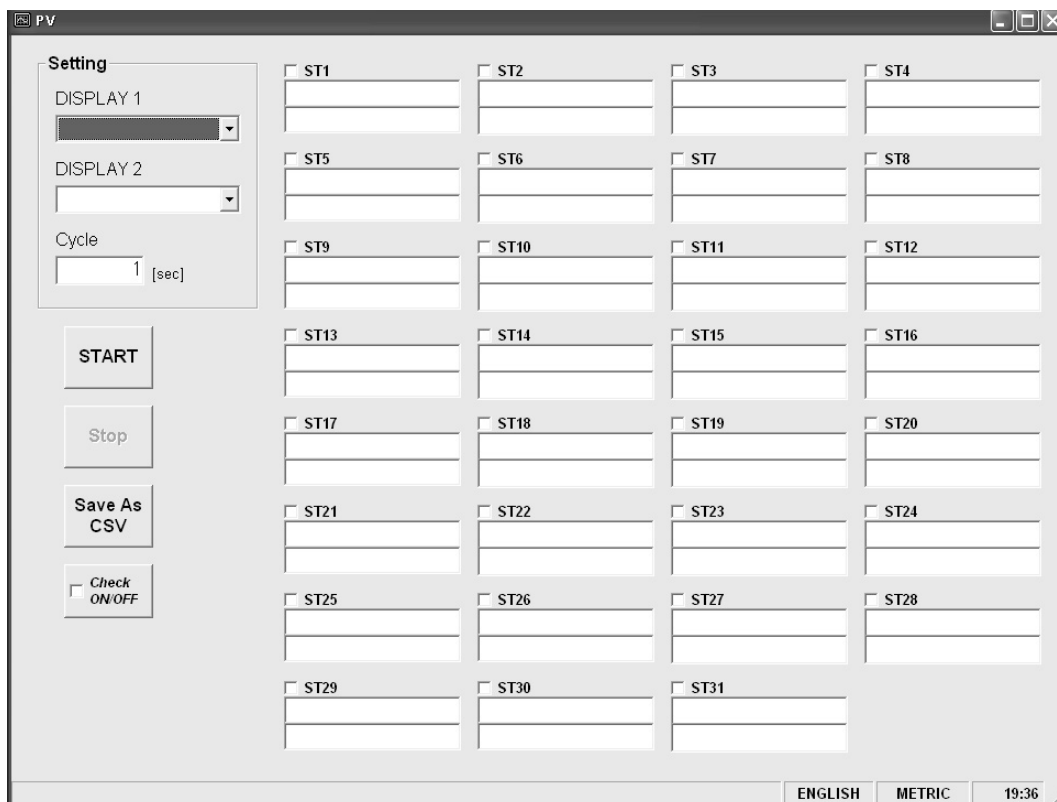 PV
Setting
DISPLAY 1
DISPLAY 2
Cycle
1 [sec]
START
Stop
Save As
CSV
Check
ON/OFF
ST1 ST2 ST3 ST4
ST5 ST6 ST7 ST8
ST9 ST10 ST11 ST12
ST13 ST14 ST15 ST16
ST17 ST18 ST19 ST20
ST21 ST22 ST23 ST24
ST25 ST26 ST27 ST28
ST29 ST30 ST31
ENGLISH METRIC 19:36